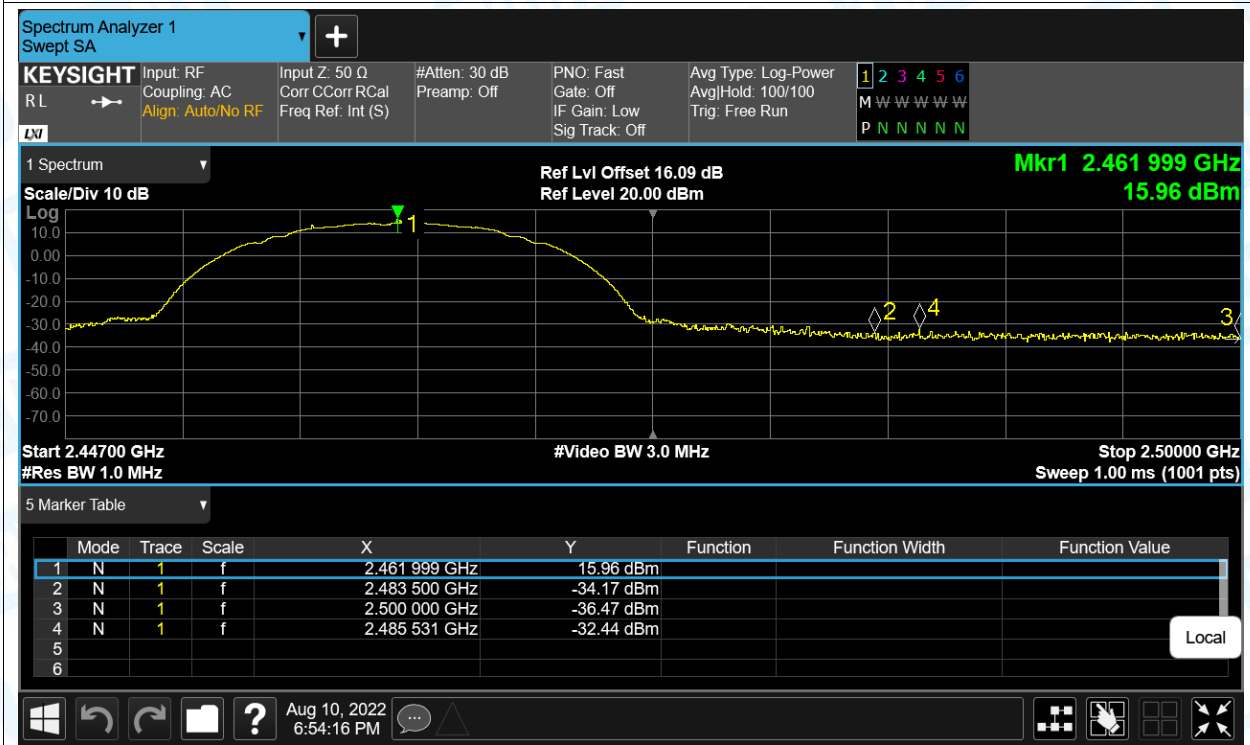 Spectrum Analyzer 1
Swept SA
+
KEYSIGHT
RL
LXI
Input: RF
Coupling: AC
Align: Auto/No RF
Input Z: 50 Ω
Corr CCorr RCal
Freq Ref: Int (S)
#Atten: 30 dB
Preamp: Off
PNO: Fast
Gate: Off
IF Gain: Low
Sig Track: Off
Avg Type: Log-Power
Avg|Hold: 100/100
Trig: Free Run
1 2 3 4 5 6
M W W W W W
P N N N N N
1 Spectrum
Scale/Div 10 dB
Ref Lvl Offset 16.09 dB
Ref Level 20.00 dBm
Mkr1 2.461 999 GHz
15.96 dBm
Log
10.0
0.00
-10.0
-20.0
-30.0
-40.0
-50.0
-60.0
-70.0
1
2
4
3
Start 2.44700 GHz
#Video BW 3.0 MHz
Stop 2.50000 GHz
#Res BW 1.0 MHz
Sweep 1.00 ms (1001 pts)
5 Marker Table
Mode Trace Scale X Y Function Function Width Function Value
1 N 1 f 2.461 999 GHz 15.96 dBm
2 N 1 f 2.483 500 GHz -34.17 dBm
3 N 1 f 2.500 000 GHz -36.47 dBm
4 N 1 f 2.485 531 GHz -32.44 dBm
5
6
Local
?
Aug 10, 2022
6:54:16 PM